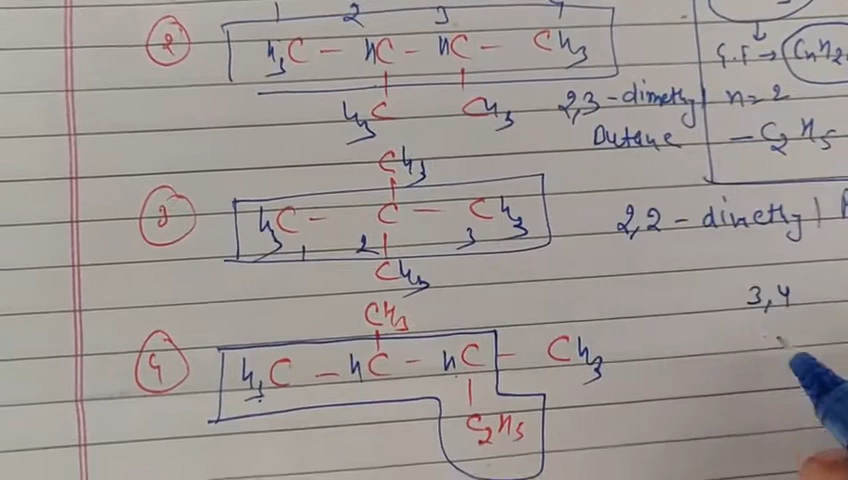 1 2 3 4
② H₃C - HC - HC - CH₃
H₃C CH₃ 2,3-dimethyl
Butane
G.F → CnH2n
n=2
-C₂H₅
CH₃
③ H₃C - C - CH₃
1 2 3
CH₃
2,2-dimethyl P
CH₃
④ H₃C - HC - HC - CH₃
C₂H₅
3,4